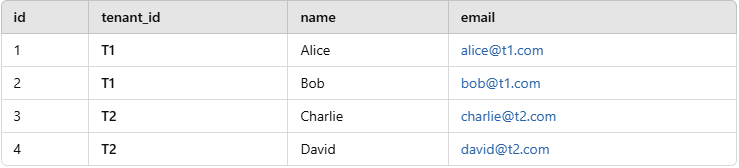 id tenant_id name email
1 T1 Alice alice@t1.com
2 T1 Bob bob@t1.com
3 T2 Charlie charlie@t2.com
4 T2 David david@t2.com